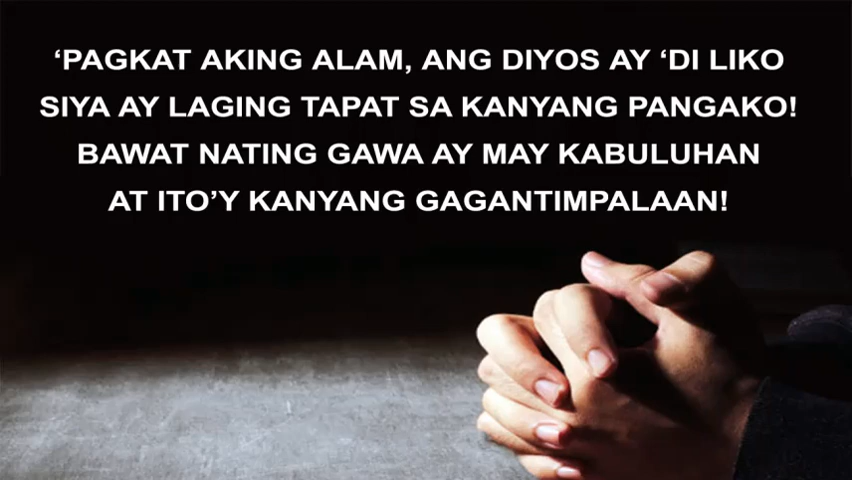 ‘PAGKAT AKING ALAM, ANG DIYOS AY ‘DI LIKO
SIYA AY LAGING TAPAT SA KANYANG PANGAKO!
BAWAT NATING GAWA AY MAY KABULUHAN
AT ITO’Y KANYANG GAGANTIMPALAAN!